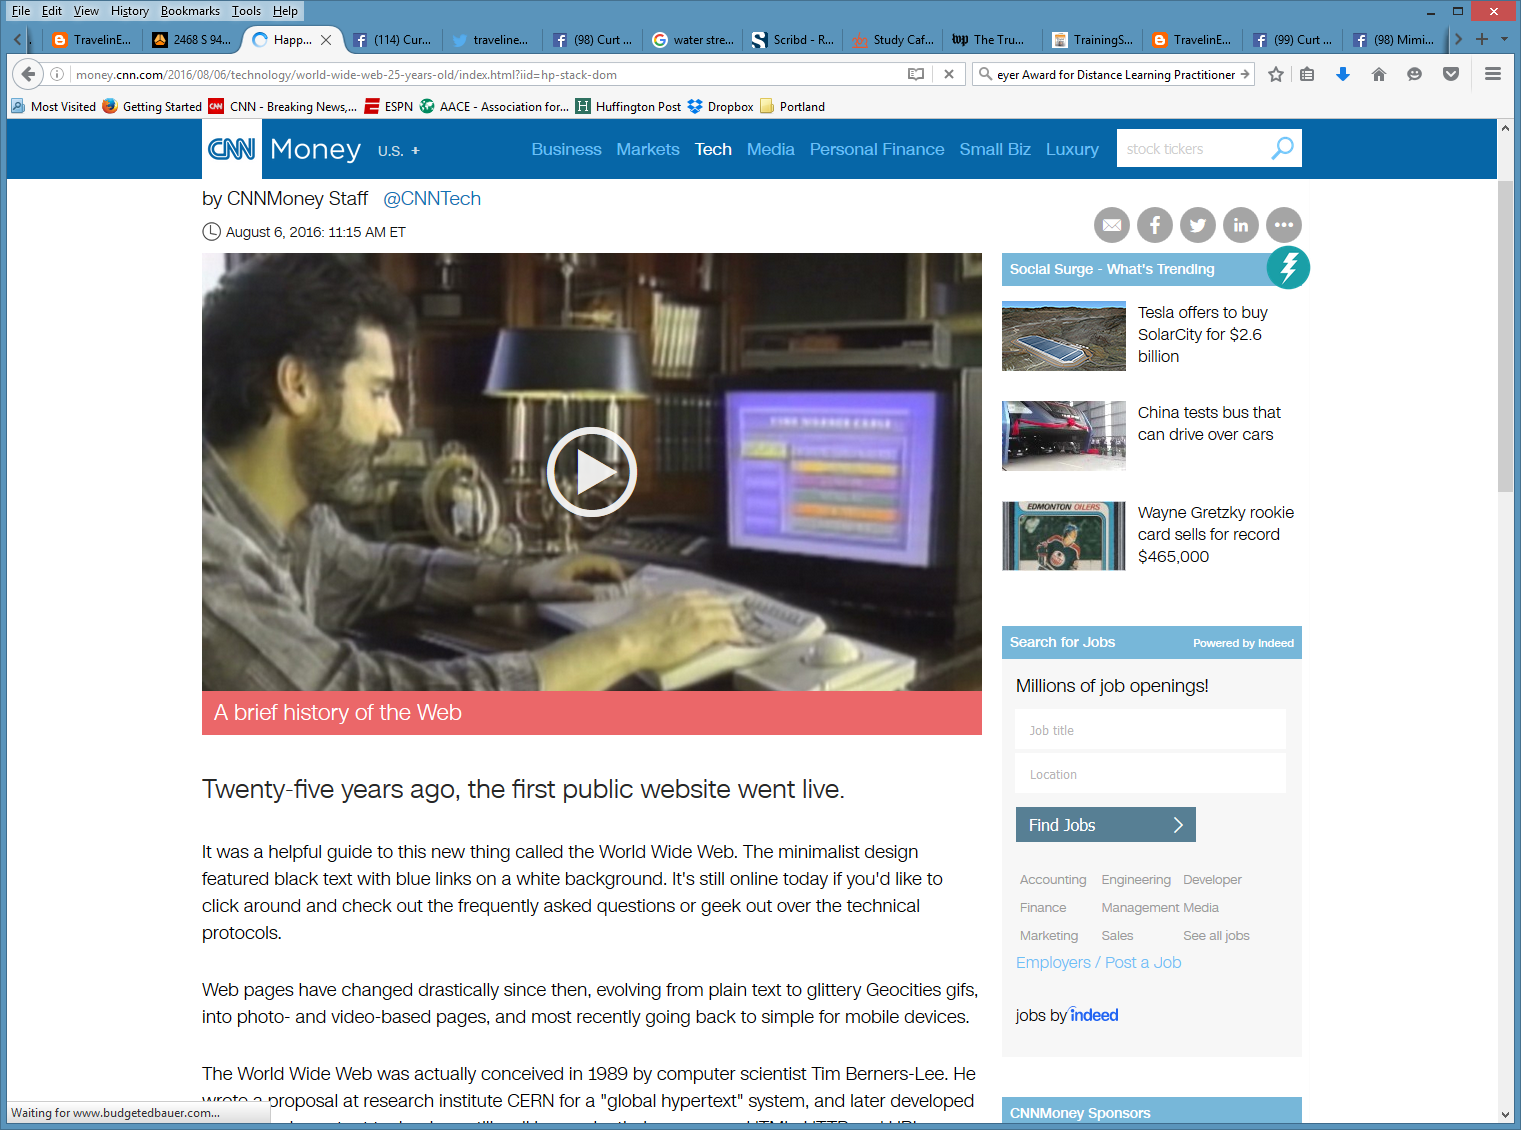 File Edit View History Bookmarks Tools Help
TravelinE... 2468 S 94... Happ... (114) Cur... traveline... (98) Curt ... water stre... Scribd - R... Study Caf... The Tru... TrainingS... TravelinE... (99) Curt ... (98) Mimi...
money.cnn.com/2016/08/06/technology/world-wide-web-25-years-old/index.html?iid=hp-stack-dom
eyer Award for Distance Learning Practitioner
Most Visited Getting Started CNN - Breaking News,... ESPN AACE - Association for... Huffington Post Dropbox Portland
CNN Money U.S. + Business Markets Tech Media Personal Finance Small Biz Luxury stock tickers
by CNNMoney Staff @CNNTech
August 6, 2016: 11:15 AM ET
A brief history of the Web
Twenty-five years ago, the first public website went live.
It was a helpful guide to this new thing called the World Wide Web. The minimalist design
featured black text with blue links on a white background. It's still online today if you'd like to
click around and check out the frequently asked questions or geek out over the technical
protocols.
Web pages have changed drastically since then, evolving from plain text to glittery Geocities gifs,
into photo- and video-based pages, and most recently going back to simple for mobile devices.
The World Wide Web was actually conceived in 1989 by computer scientist Tim Berners-Lee. He
wrote a proposal at research institute CERN for a "global hypertext" system, and later developed
Waiting for www.budgetedbauer.com...
Social Surge - What's Trending
Tesla offers to buy
SolarCity for $2.6
billion
China tests bus that
can drive over cars
EDMONTON OILERS
Wayne Gretzky rookie
card sells for record
$465,000
Search for Jobs Powered by Indeed
Millions of job openings!
Job title
Location
Find Jobs
Accounting Engineering Developer
Finance Management Media
Marketing Sales See all jobs
Employers / Post a Job
jobs by indeed
CNNMoney Sponsors